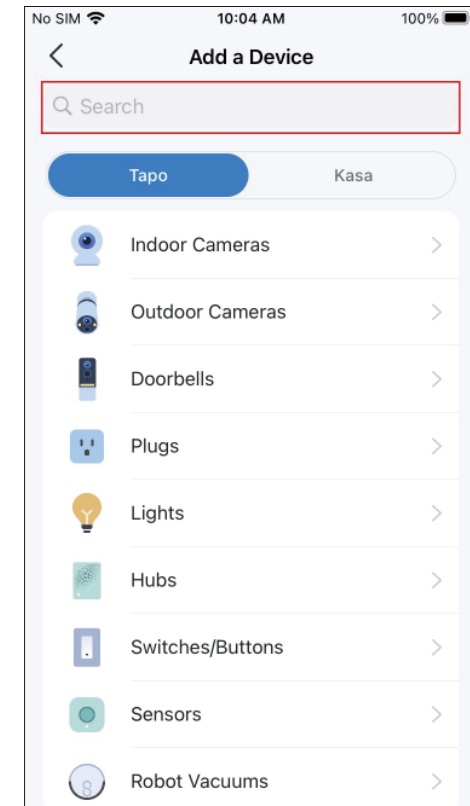 No SIM 10:04 AM 100%
Add a Device
Search
Tapo Kasa
Indoor Cameras
Outdoor Cameras
Doorbells
Plugs
Lights
Hubs
Switches/Buttons
Sensors
Robot Vacuums